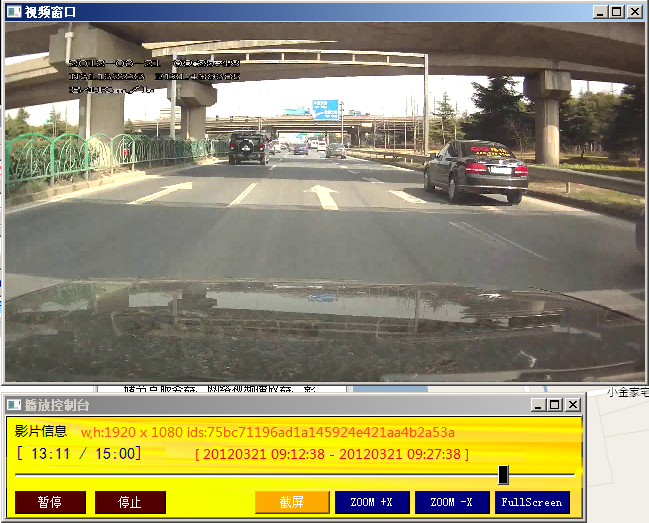 视频窗口
播放控制台
小金家宅
影片信息 w,h:1920 x 1080 ids:75bc71196ad1a145924e421aa4b2a53a
[ 13:11 / 15:00] [ 20120321 09:12:38 - 20120321 09:27:38 ]
暂停 停止 截屏 ZOOM +X ZOOM -X FullScreen